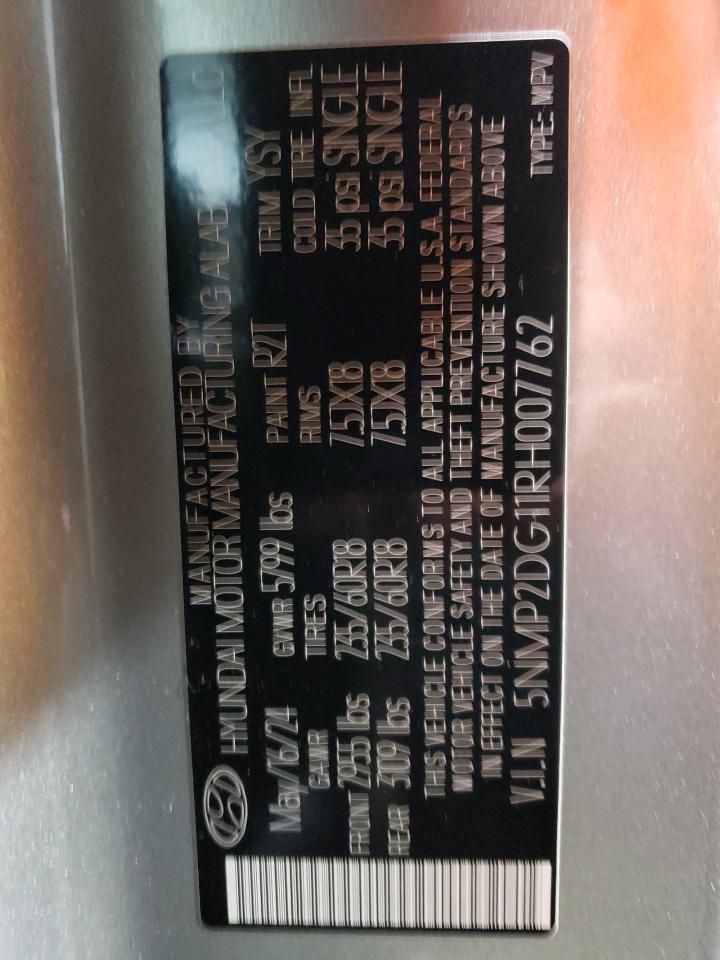 MANUFACTURED BY
HYUNDAI MOTOR MANUFACTURING ALAB LLC
May/16/24 GVWR 5799 lbs PAINT R2T TRIM YSY
GAWR TIRES RIMS COLD TIRE INFL
FRONT 2955 lbs 235/60R18 7.5JX18 35 psi SINGLE
REAR 3109 lbs 235/60R18 7.5JX18 35 psi SINGLE
THIS VEHICLE CONFORMS TO ALL APPLICABLE U.S.A. FEDERAL
MOTOR VEHICLE SAFETY AND THEFT PREVENTION STANDARDS
IN EFFECT ON THE DATE OF MANUFACTURE SHOWN ABOVE
V.I.N 5NMP2DG11RH007762 TYPE: MPV